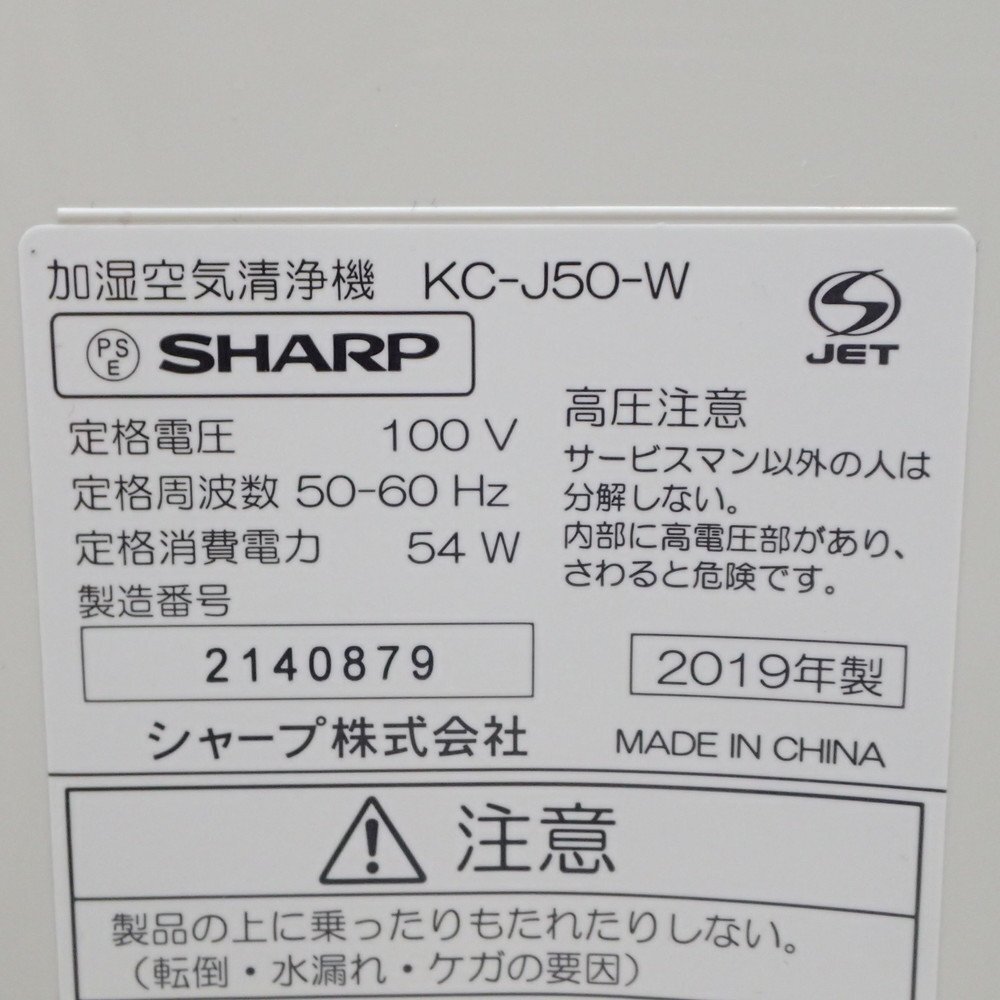 加湿空気清浄機 KC-J50-W
PSE SHARP
JET
定格電圧 100 V
定格周波数 50-60 Hz
定格消費電力 54 W
製造番号
2140879
高圧注意
サービスマン以外の人は
分解しない。
内部に高電圧部があり、
さわると危険です。
2019年製
シャープ株式会社
MADE IN CHINA
注意
製品の上に乗ったりもたれたりしない。
（転倒・水漏れ・ケガの要因）